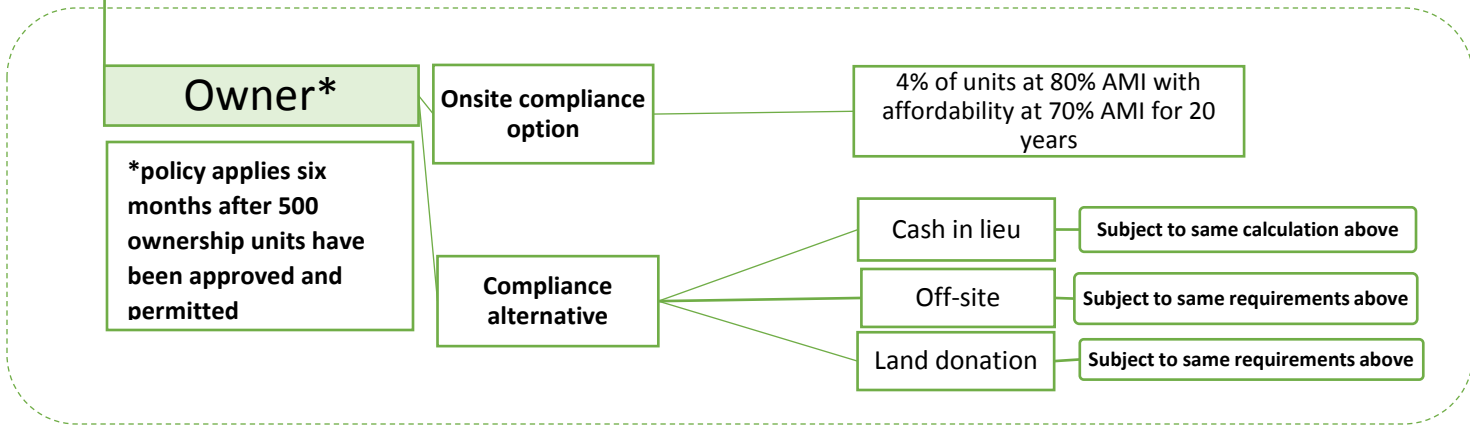 Owner*
*policy applies six
months after 500
ownership units have
been approved and
permitted
Onsite compliance
option
4% of units at 80% AMI with
affordability at 70% AMI for 20
years
Compliance
alternative
Cash in lieu
Subject to same calculation above
Off-site
Subject to same requirements above
Land donation
Subject to same requirements above